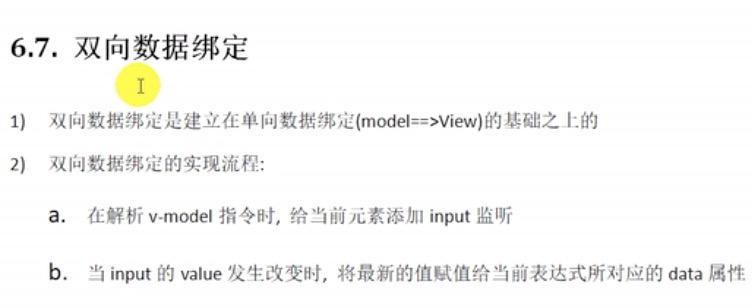 6.7. 双向数据绑定
1) 双向数据绑定是建立在单向数据绑定(model==>View)的基础之上的
2) 双向数据绑定的实现流程:
a. 在解析 v-model 指令时, 给当前元素添加 input 监听
b. 当 input 的 value 发生改变时, 将最新的值赋值给当前表达式所对应的 data 属性